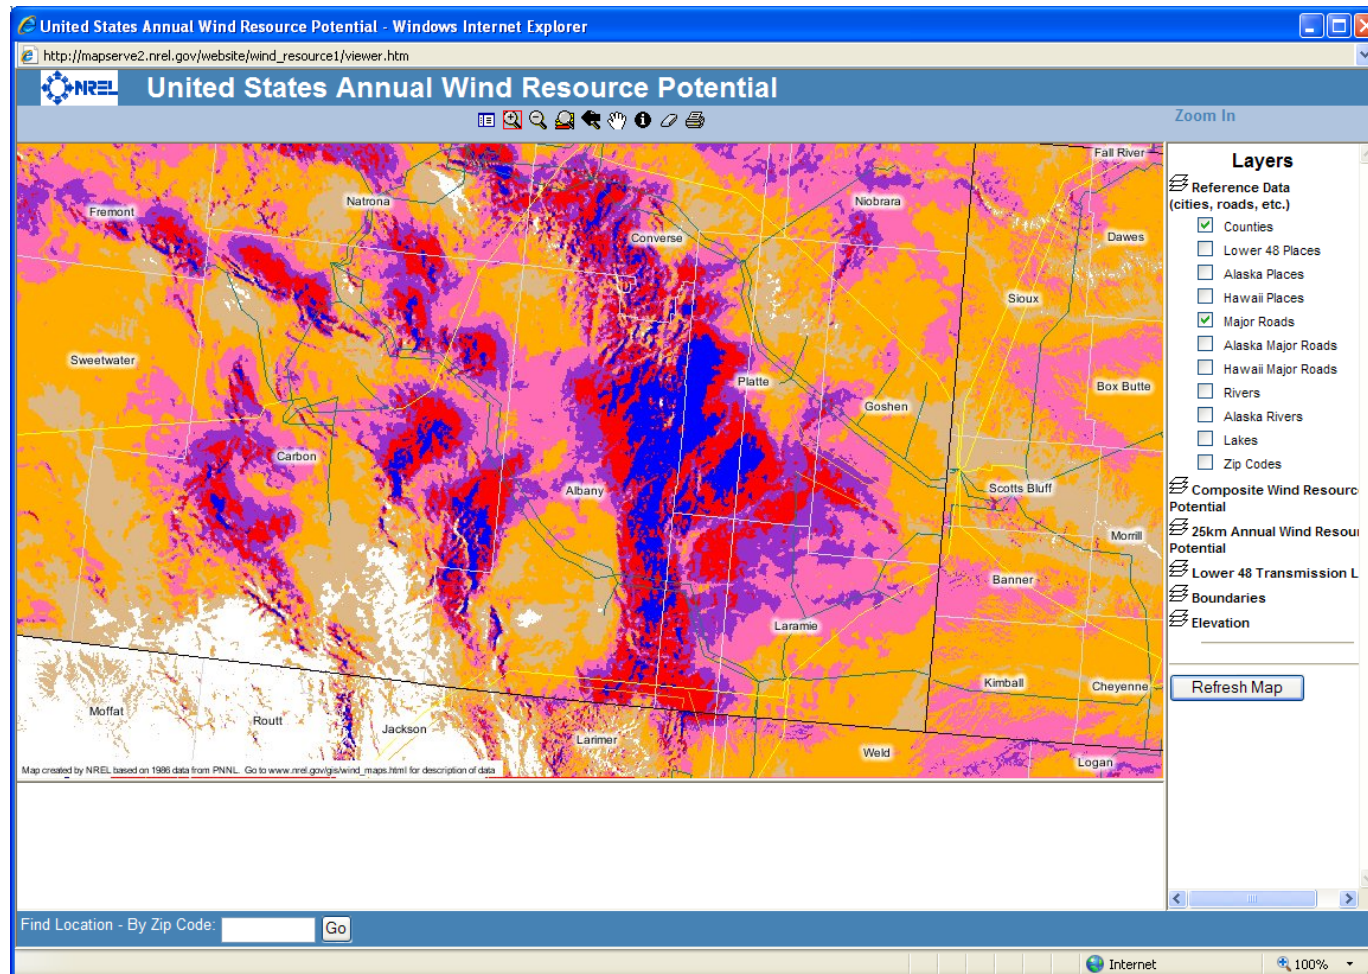 United States Annual Wind Resource Potential - Windows Internet Explorer
http://mapserve2.nrel.gov/website/wind_resource1/viewer.htm
NREL United States Annual Wind Resource Potential
Zoom In
Fall River
Natrona
Niobrara
Fremont
Converse
Dawes
Sioux
Sweetwater
Platte
Box Butte
Goshen
Carbon
Albany
Scotts Bluff
Morrill
Banner
Laramie
Kimball
Cheyenne
Moffat
Routt
Jackson
Larimer
Weld
Logan
Map created by NREL based on 1986 data from PNNL. Go to www.nrel.gov/gis/wind_maps.html for description of data
Layers
Reference Data
(cities, roads, etc.)
Counties
Lower 48 Places
Alaska Places
Hawaii Places
Major Roads
Alaska Major Roads
Hawaii Major Roads
Rivers
Alaska Rivers
Lakes
Zip Codes
Composite Wind Resourc
Potential
25km Annual Wind Resou
Potential
Lower 48 Transmission L
Boundaries
Elevation
Refresh Map
Find Location - By Zip Code: Go
Internet 100%